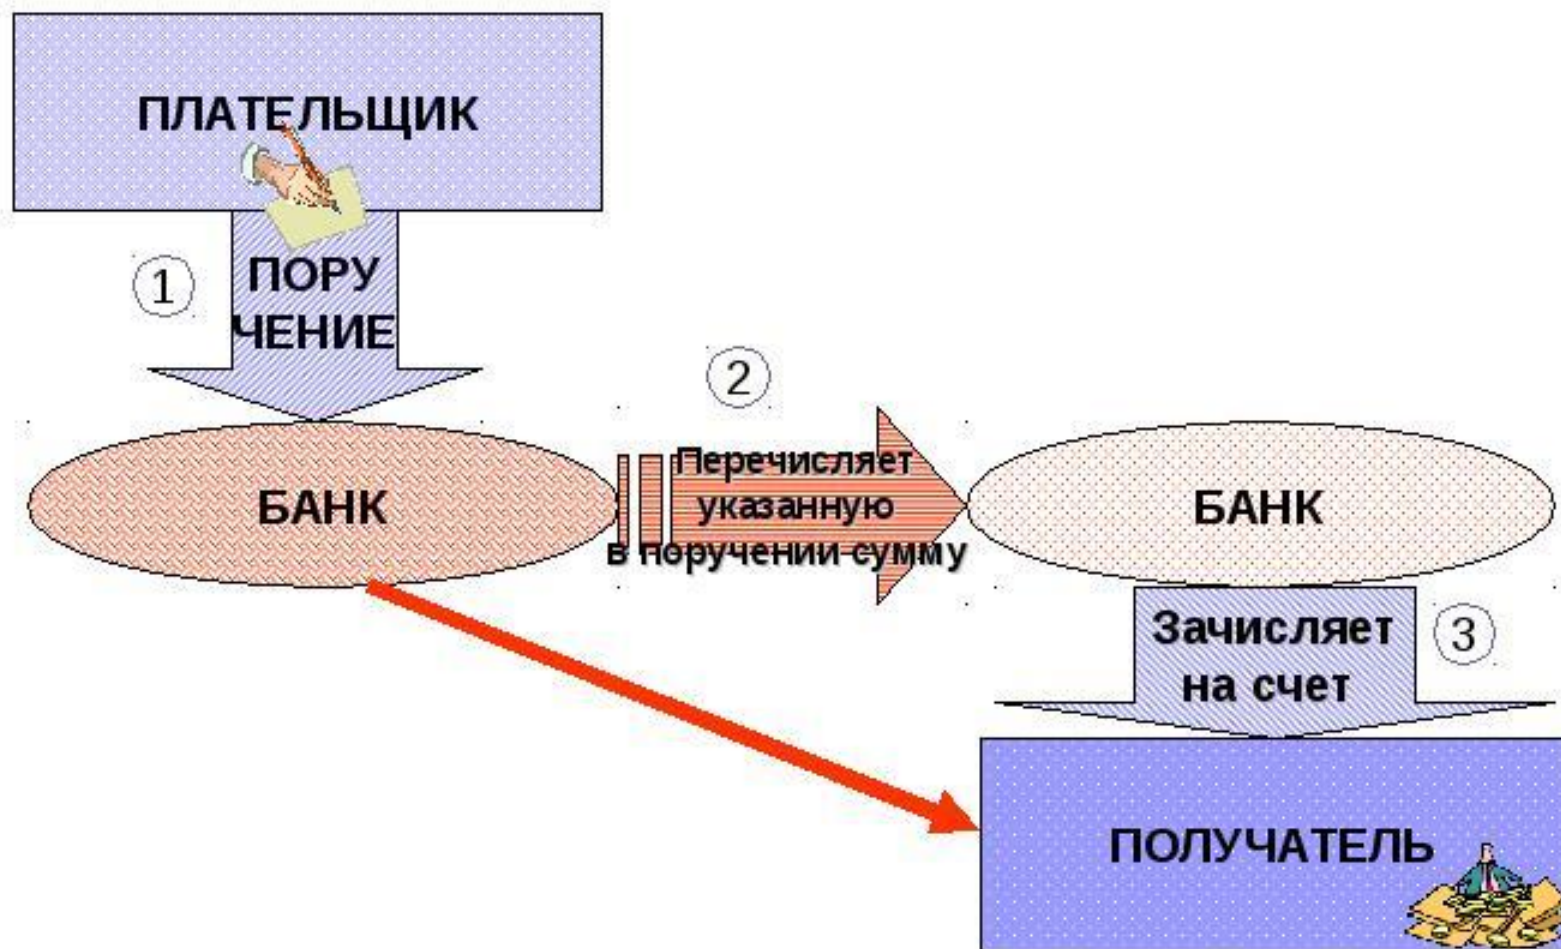 ПЛАТЕЛЬЩИК
1
ПОРУ
ЧЕНИЕ
2
БАНК
Перечисляет
указанную
в поручении сумму
БАНК
Зачисляет
на счет
3
ПОЛУЧАТЕЛЬ